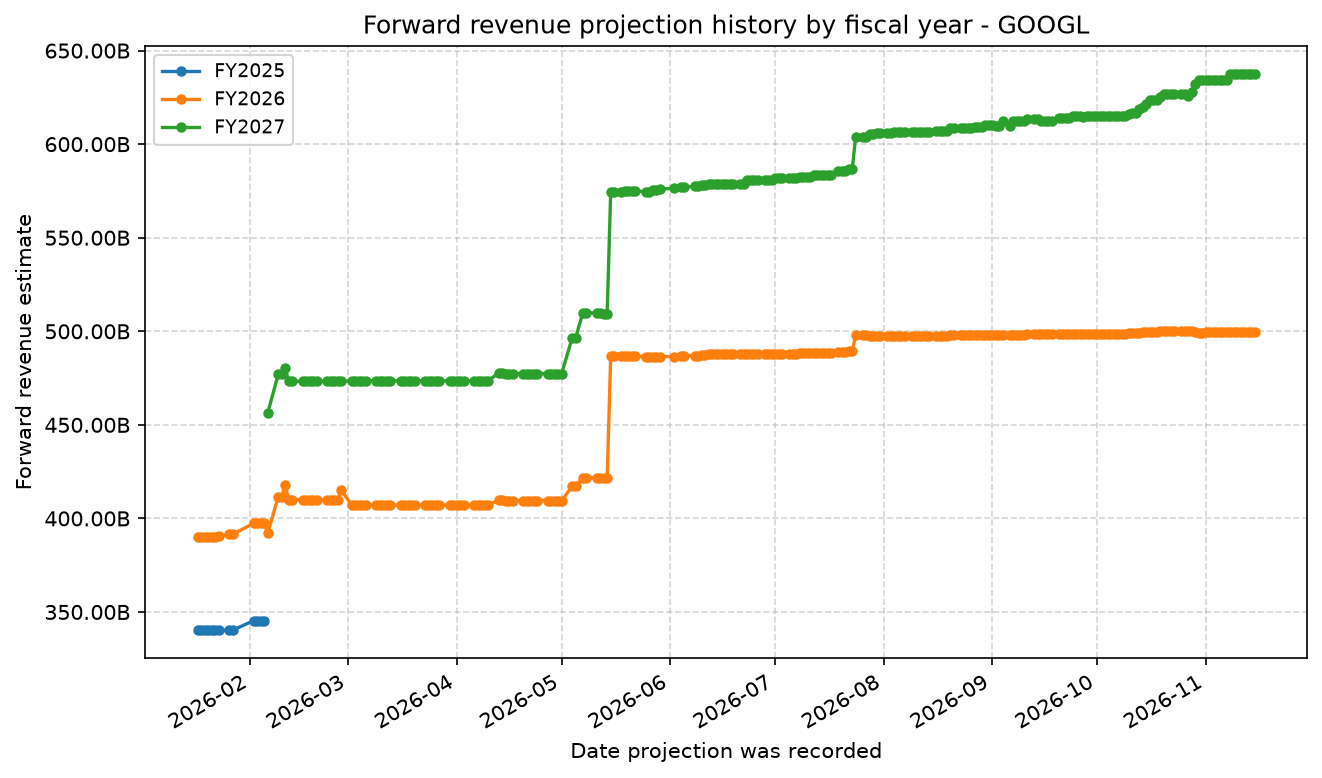 Forward revenue projection history by fiscal year - GOOGL
650.00B
600.00B
550.00B
500.00B
450.00B
400.00B
350.00B
Forward revenue estimate
FY2025
FY2026
FY2027
2026-02
2026-03
2026-04
2026-05
2026-06
2026-07
2026-08
2026-09
2026-10
2026-11
Date projection was recorded